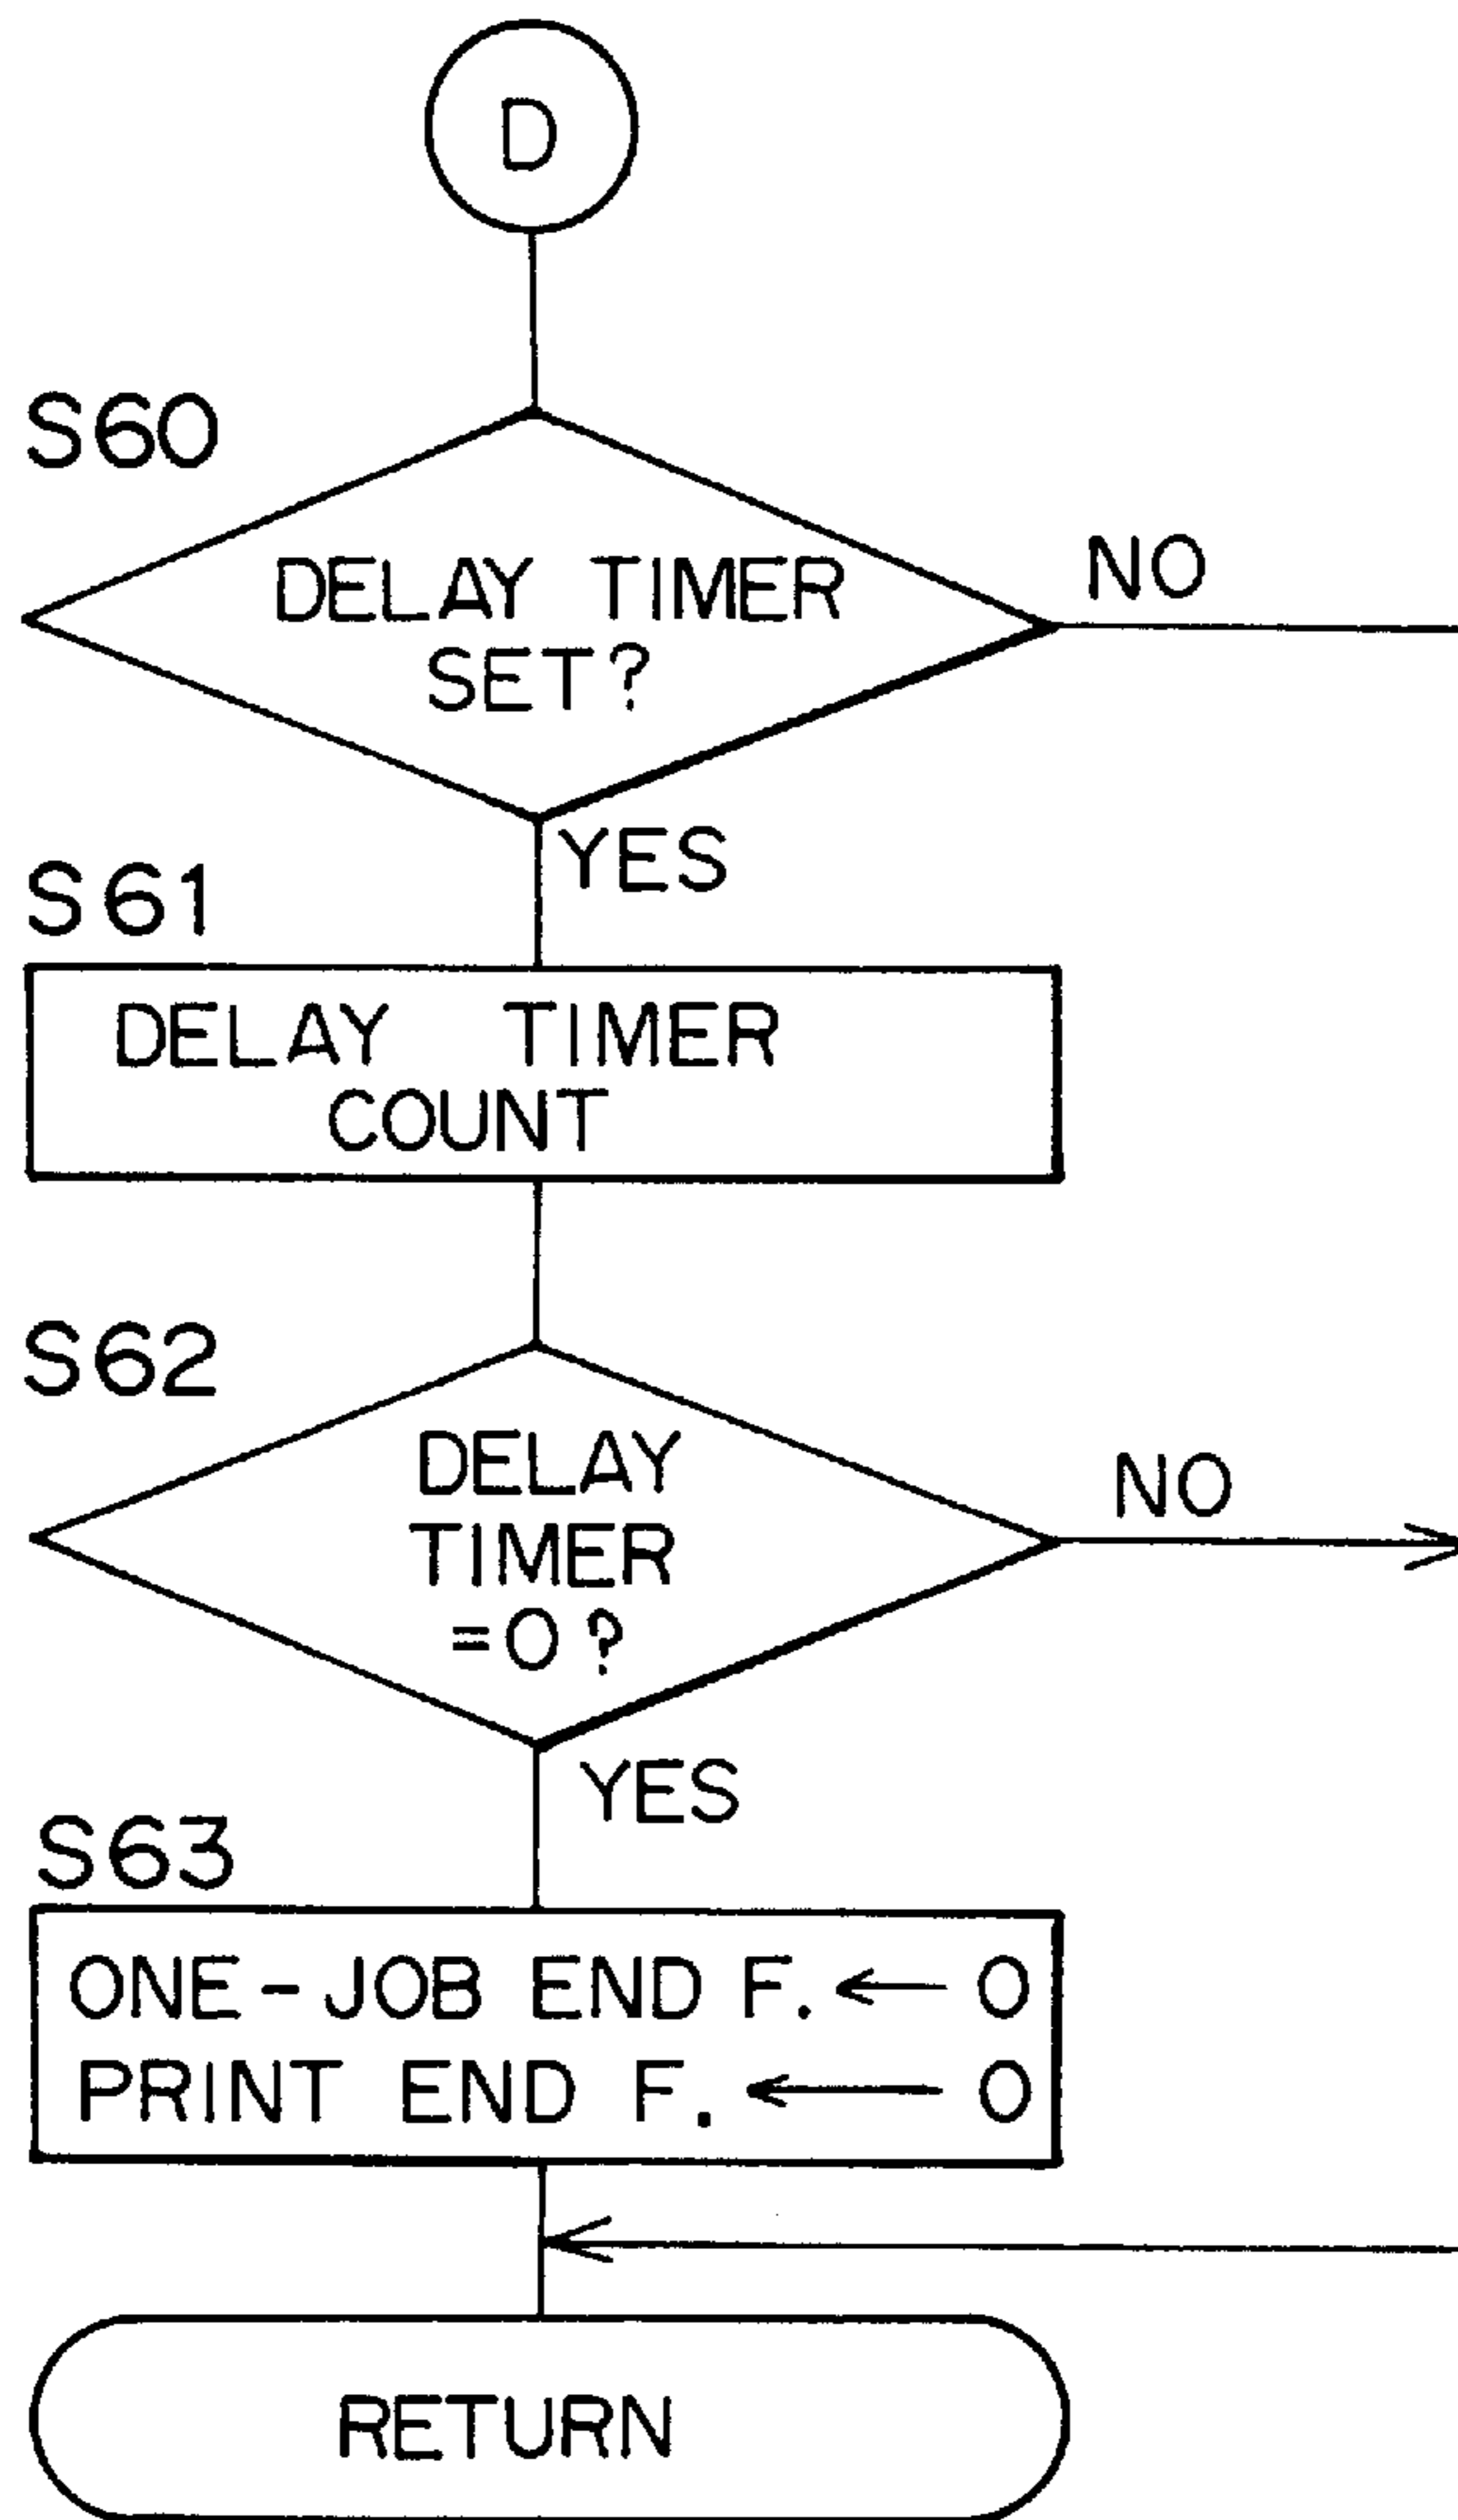 D
S60
DELAY TIMER
SET?
NO
YES
S61
DELAY TIMER
COUNT
S62
DELAY
TIMER
=0?
NO
YES
S63
ONE-JOB END F. ← 0
PRINT END F. ← 0
RETURN